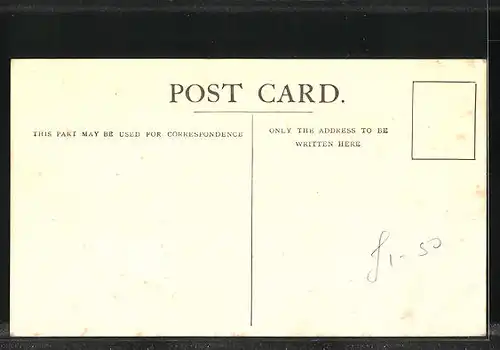 POST CARD.
THIS PART MAY BE USED FOR CORRESPONDENCE
ONLY THE ADDRESS TO BE
WRITTEN HERE
£1-50